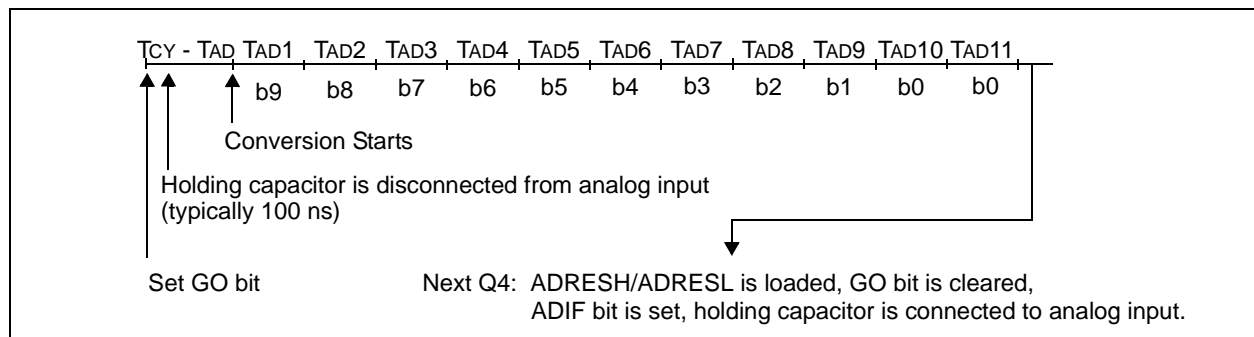 TCY - TAD TAD1 TAD2 TAD3 TAD4 TAD5 TAD6 TAD7 TAD8 TAD9 TAD10 TAD11
b9 b8 b7 b6 b5 b4 b3 b2 b1 b0 b0
Conversion Starts
Holding capacitor is disconnected from analog input
(typically 100 ns)
Set GO bit
Next Q4: ADRESH/ADRESL is loaded, GO bit is cleared,
ADIF bit is set, holding capacitor is connected to analog input.